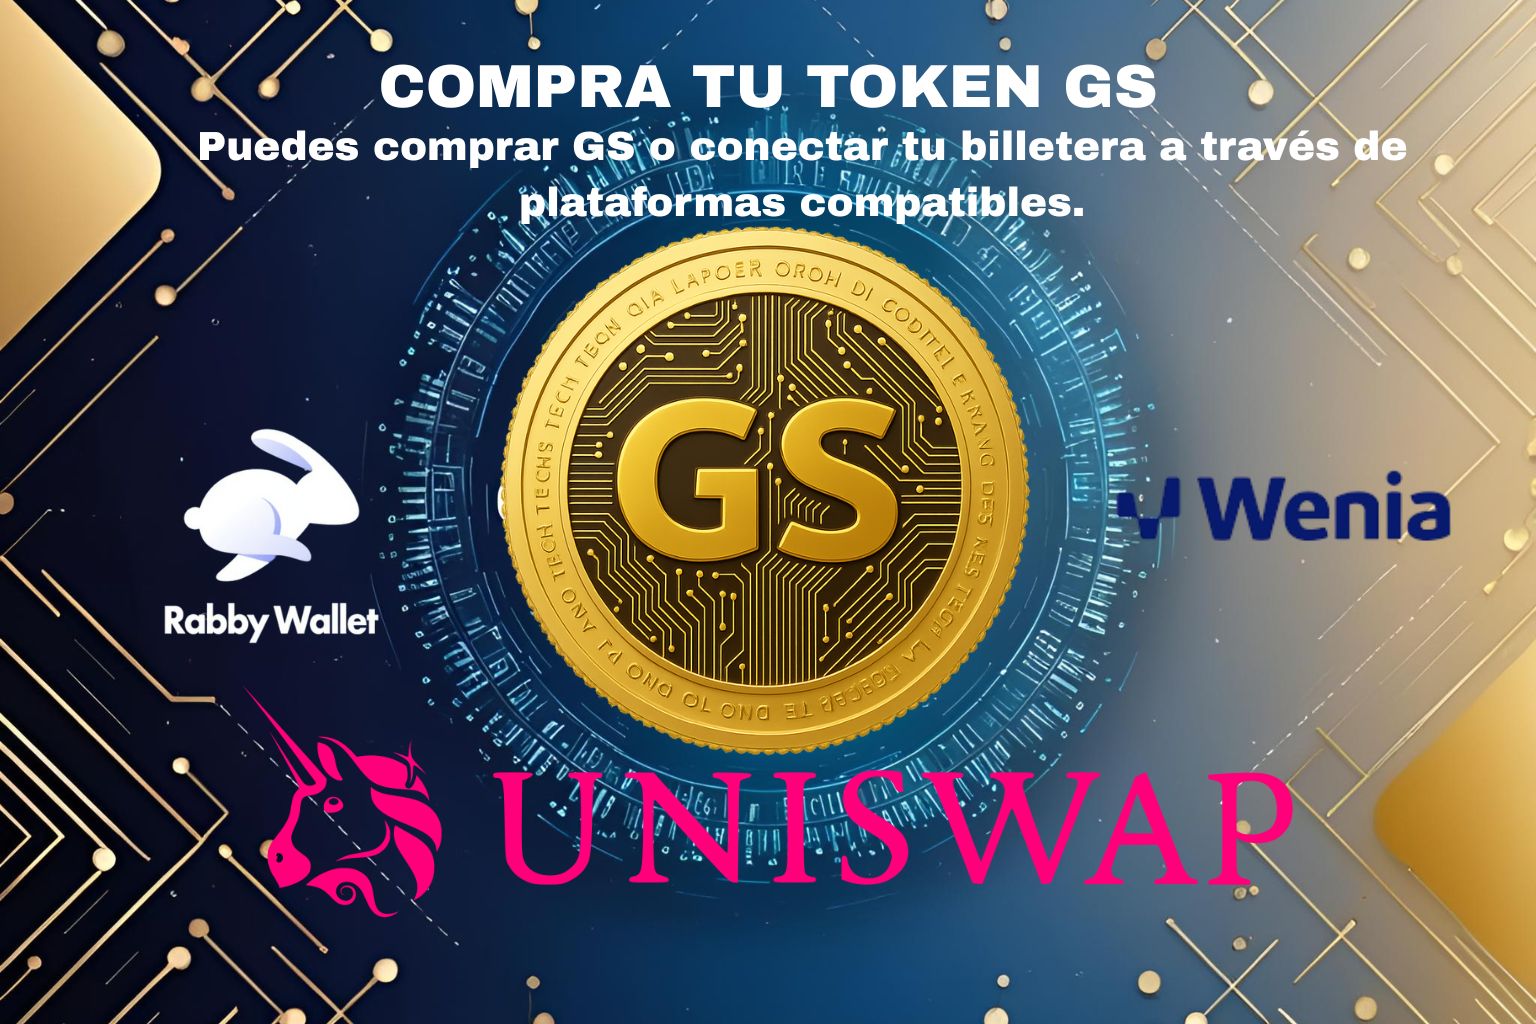 COMPRA TU TOKEN GS
Puedes comprar GS o conectar tu billetera a través de
plataformas compatibles.
GS
Rabby Wallet
Wenia
UNISWAP